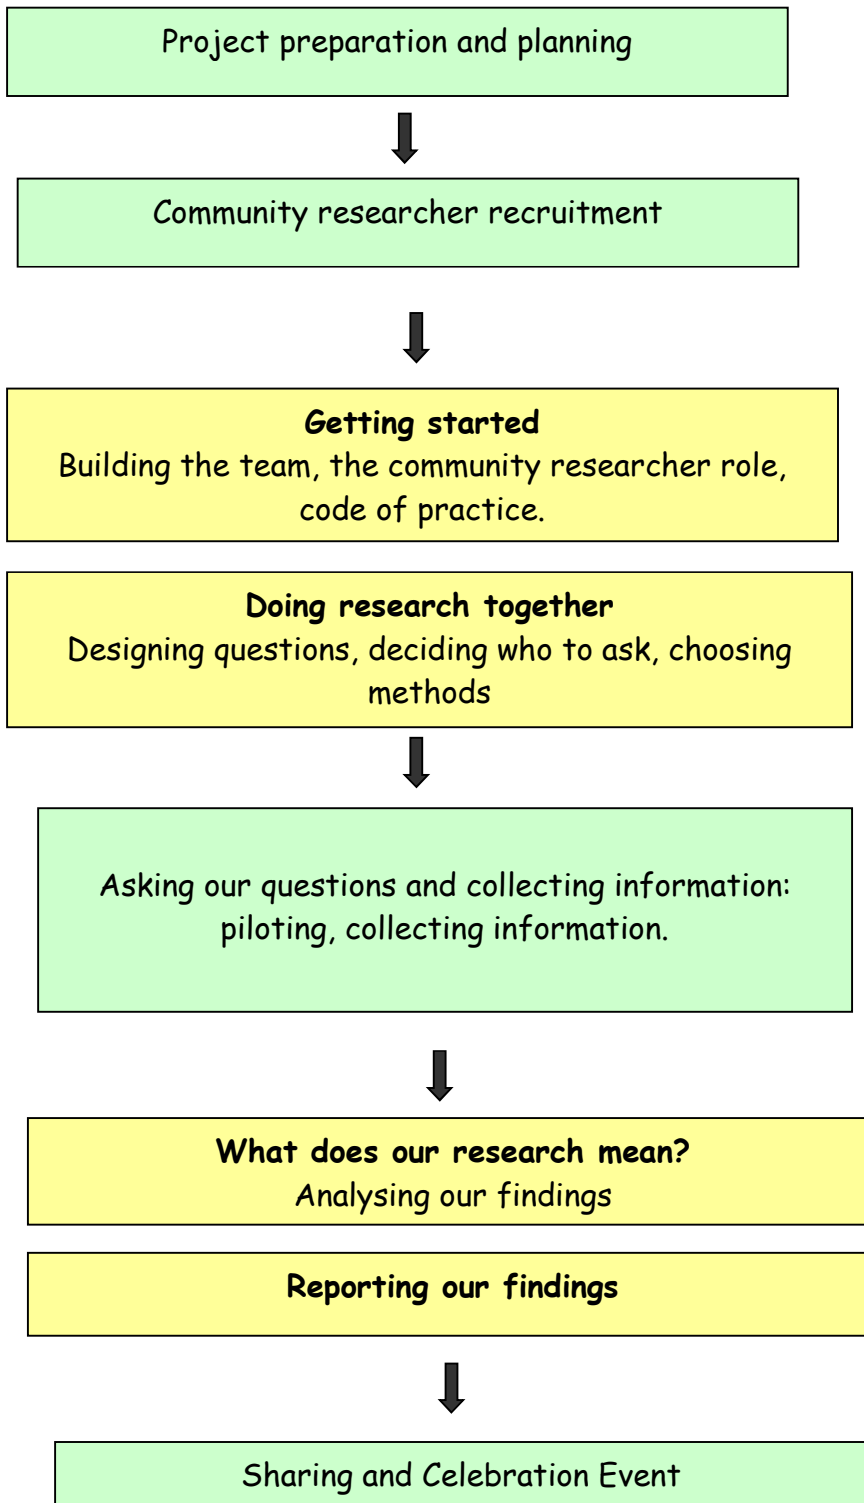 Project preparation and planning
Community researcher recruitment
Getting started
Building the team, the community researcher role,
code of practice.
Doing research together
Designing questions, deciding who to ask, choosing
methods
Asking our questions and collecting information:
piloting, collecting information.
What does our research mean?
Analysing our findings
Reporting our findings
Sharing and Celebration Event